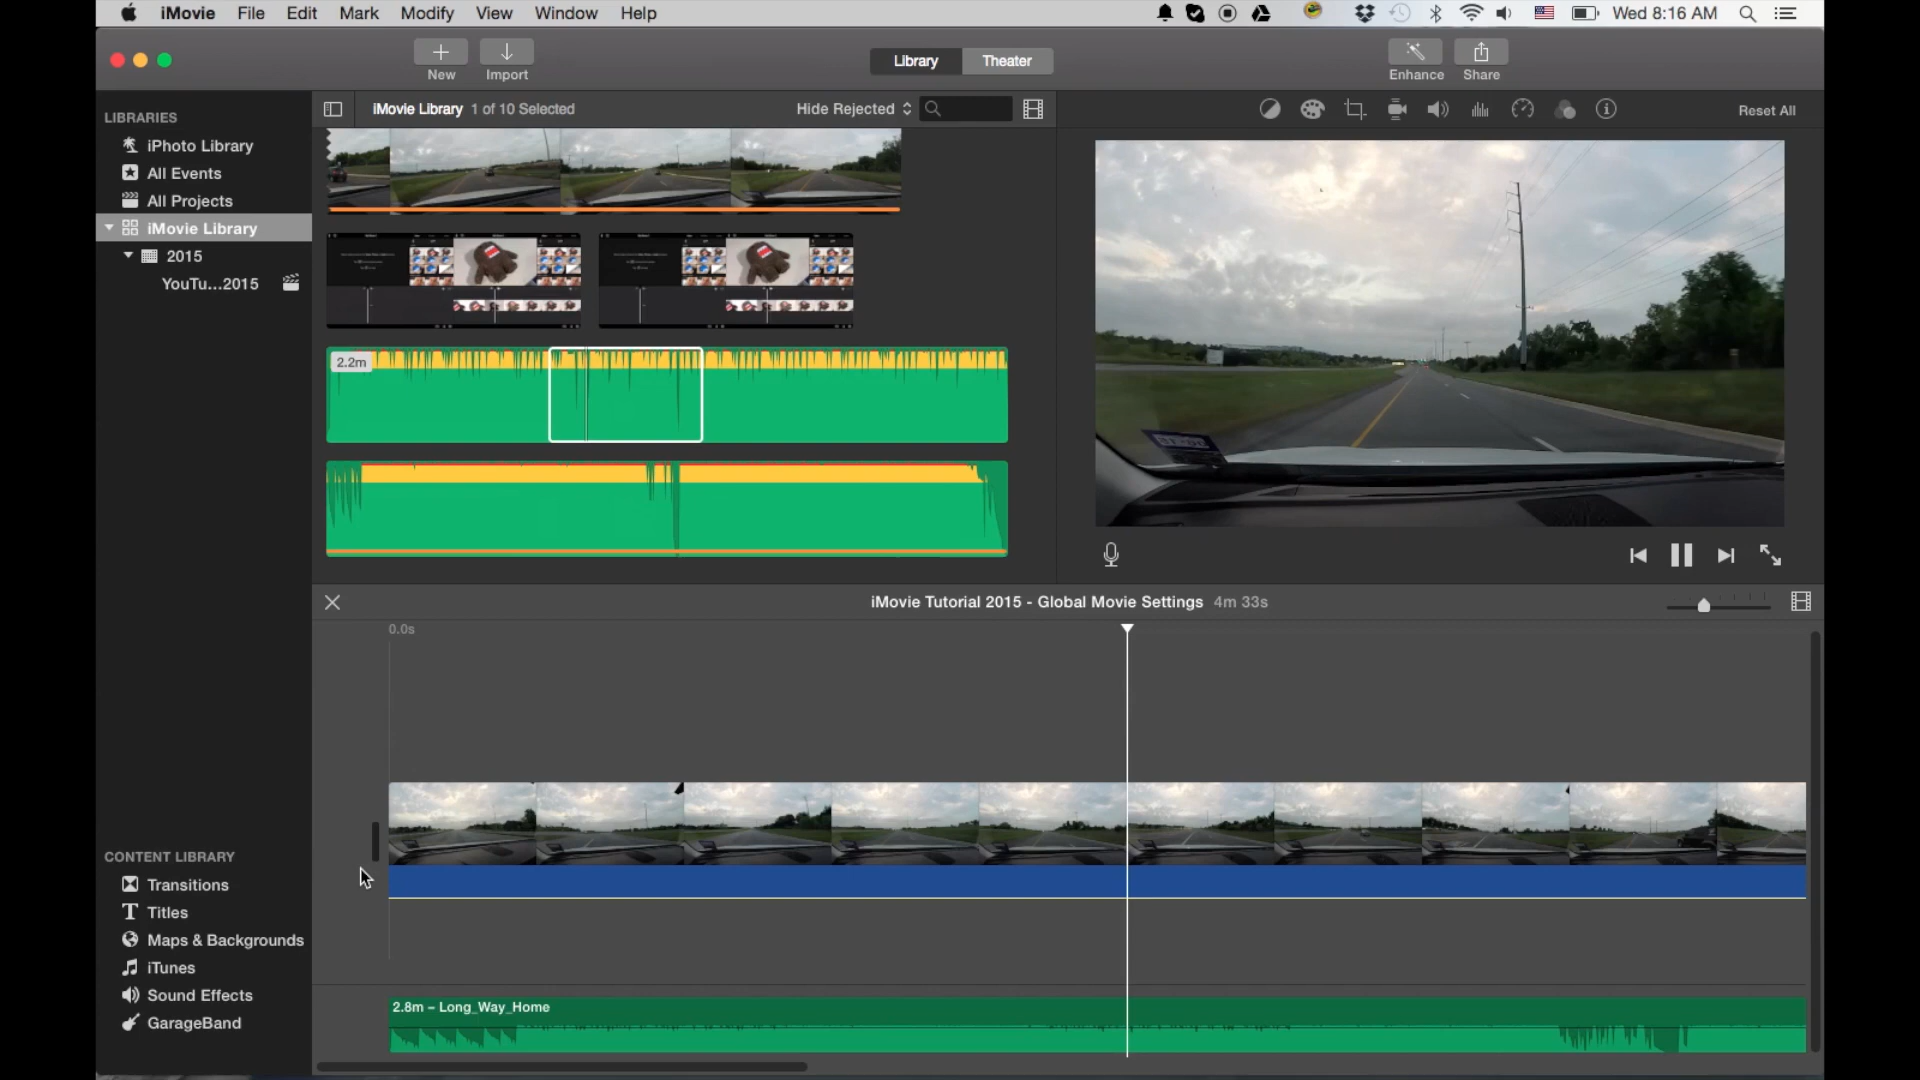 iMovie File Edit Mark Modify View Window Help Wed 8:16 AM
New Import Library Theater Enhance Share
LIBRARIES
iPhoto Library
All Events
All Projects
iMovie Library
2015
YouTu...2015
iMovie Library 1 of 10 Selected Hide Rejected
Reset All
2.2m
iMovie Tutorial 2015 - Global Movie Settings 4m 33s
0.0s
2.8m – Long_Way_Home
CONTENT LIBRARY
Transitions
Titles
Maps & Backgrounds
iTunes
Sound Effects
GarageBand